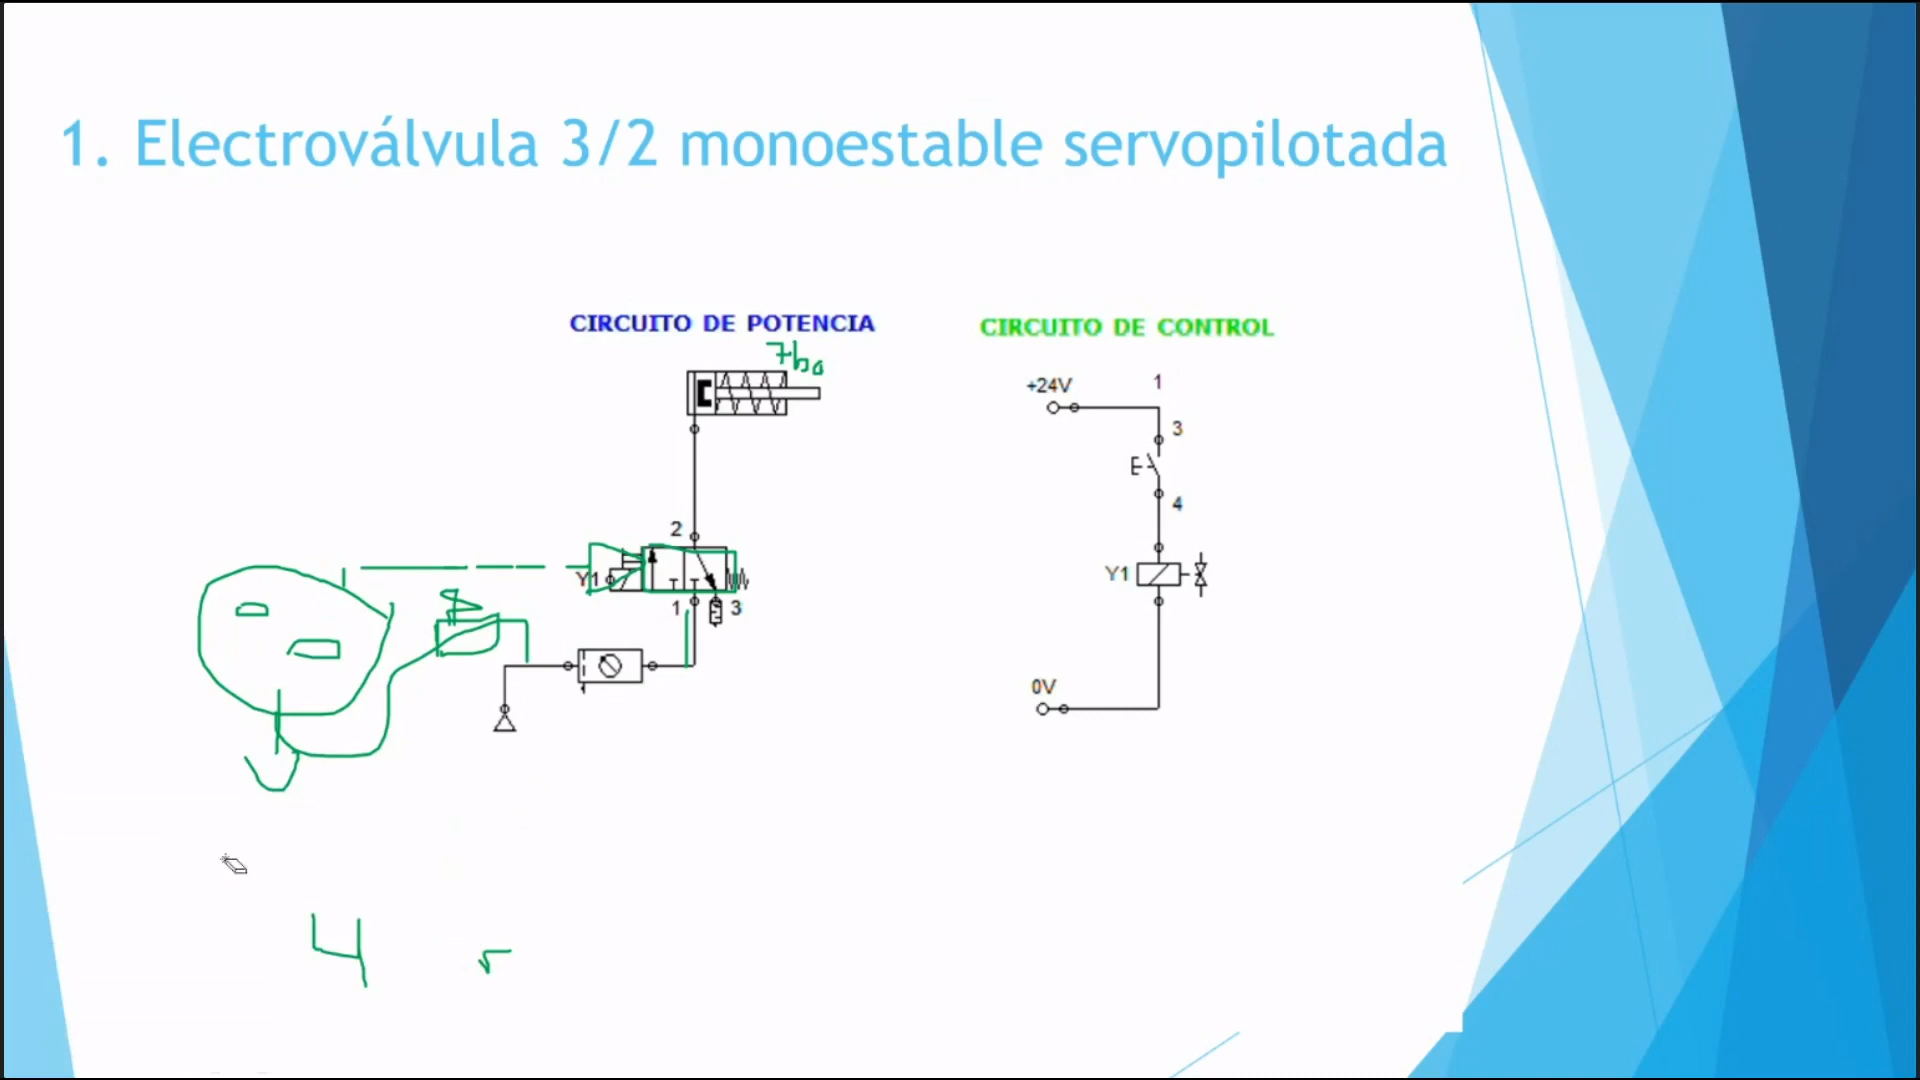 1. Electroválvula 3/2 monoestable servopilotada
CIRCUITO DE POTENCIA
CIRCUITO DE CONTROL
7ba
+24V
1
3
E
4
2
Y1
1
3
Y1
0V
4